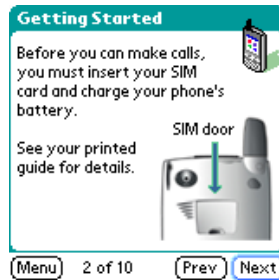 Getting Started
Before you can make calls,
you must insert your SIM
card and charge your phone's
battery.
SIM door
See your printed
guide for details.
Menu 2 of 10 Prev Next